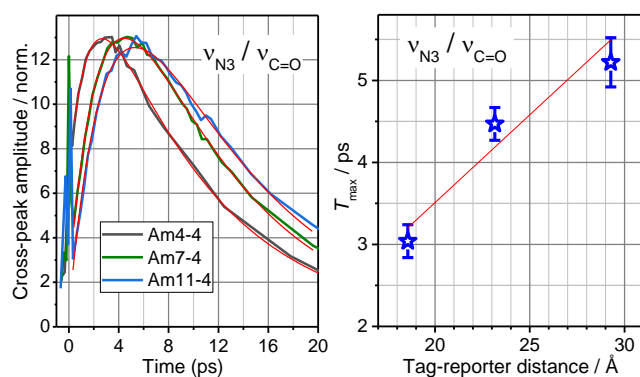 ν_N3 / ν_C=O
Cross-peak amplitude / norm.
0
2
4
6
8
10
12
Am4-4
Am7-4
Am11-4
0 4 8 12 16 20
Time (ps)
ν_N3 / ν_C=O
T_max / ps
2
3
4
5
20 25 30
Tag-reporter distance / Å